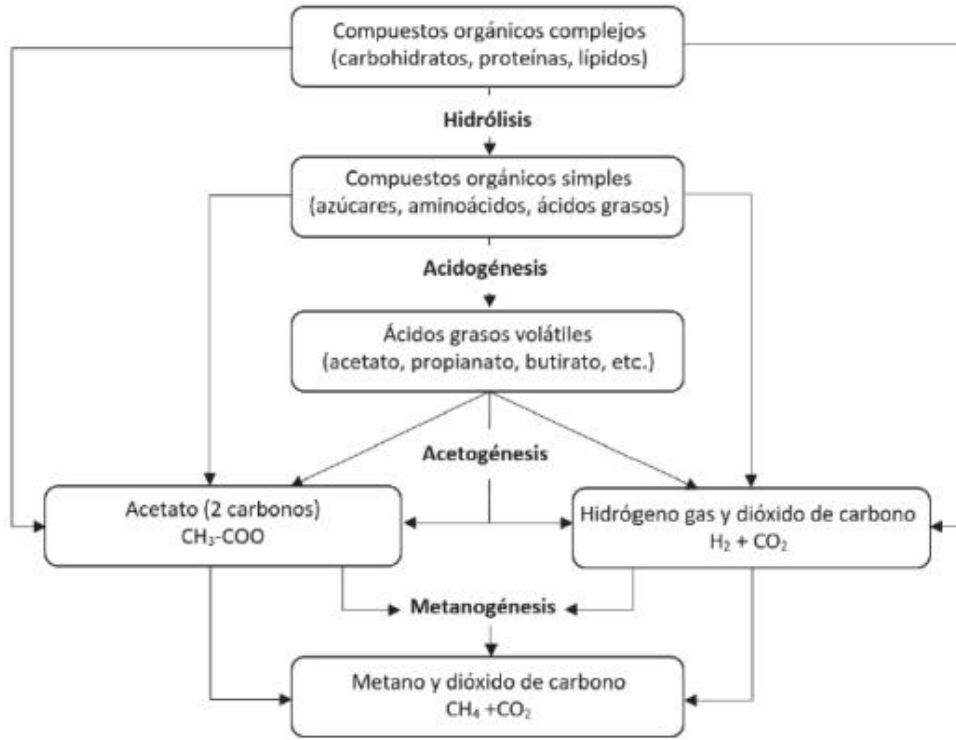 Compuestos orgánicos complejos
(carbohidratos, proteínas, lípidos)
Hidrólisis
Compuestos orgánicos simples
(azúcares, aminoácidos, ácidos grasos)
Acidogénesis
Ácidos grasos volátiles
(acetato, propianato, butirato, etc.)
Acetogénesis
Acetato (2 carbonos)
CH₃-COO
Hidrógeno gas y dióxido de carbono
H₂ + CO₂
Metanogénesis
Metano y dióxido de carbono
CH₄ +CO₂